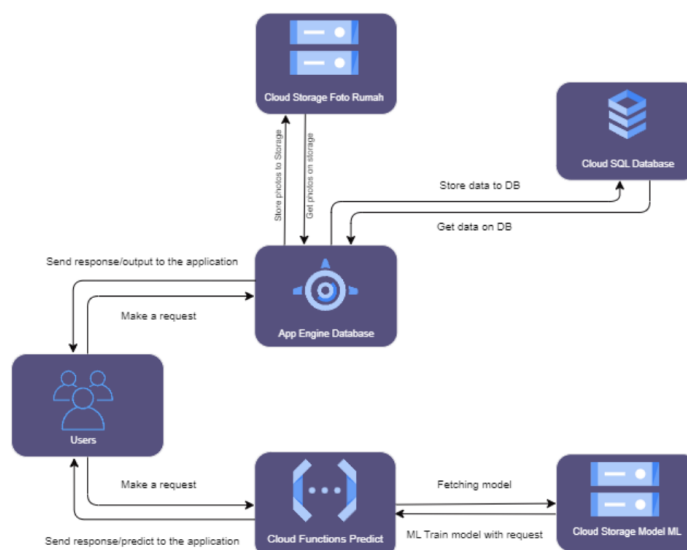 Cloud Storage Foto Rumah
Cloud SQL Database
Store photos to Storage
Get photos on storage
Store data to DB
Get data on DB
Send response/output to the application
Make a request
App Engine Database
Users
Make a request
Fetching model
Cloud Functions Predict
ML Train model with request
Cloud Storage Model ML
Send response/predict to the application